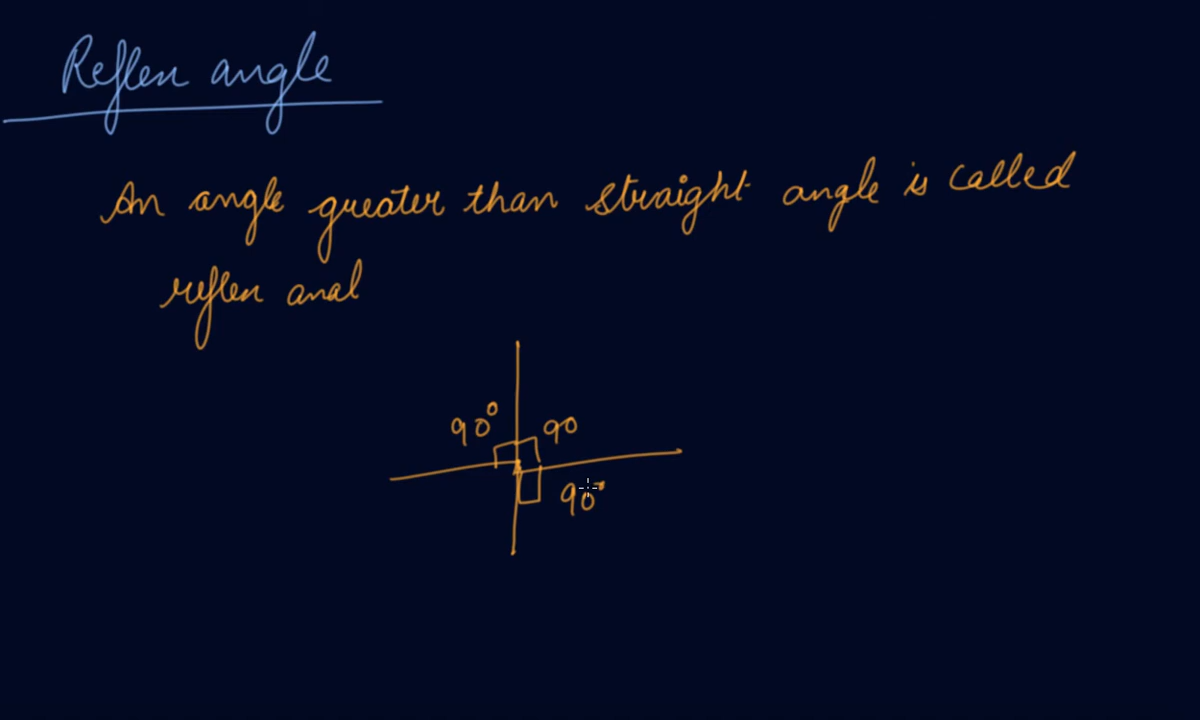 Reflex angle
An angle greater than straight angle is called
reflex anal
90° 90
90°